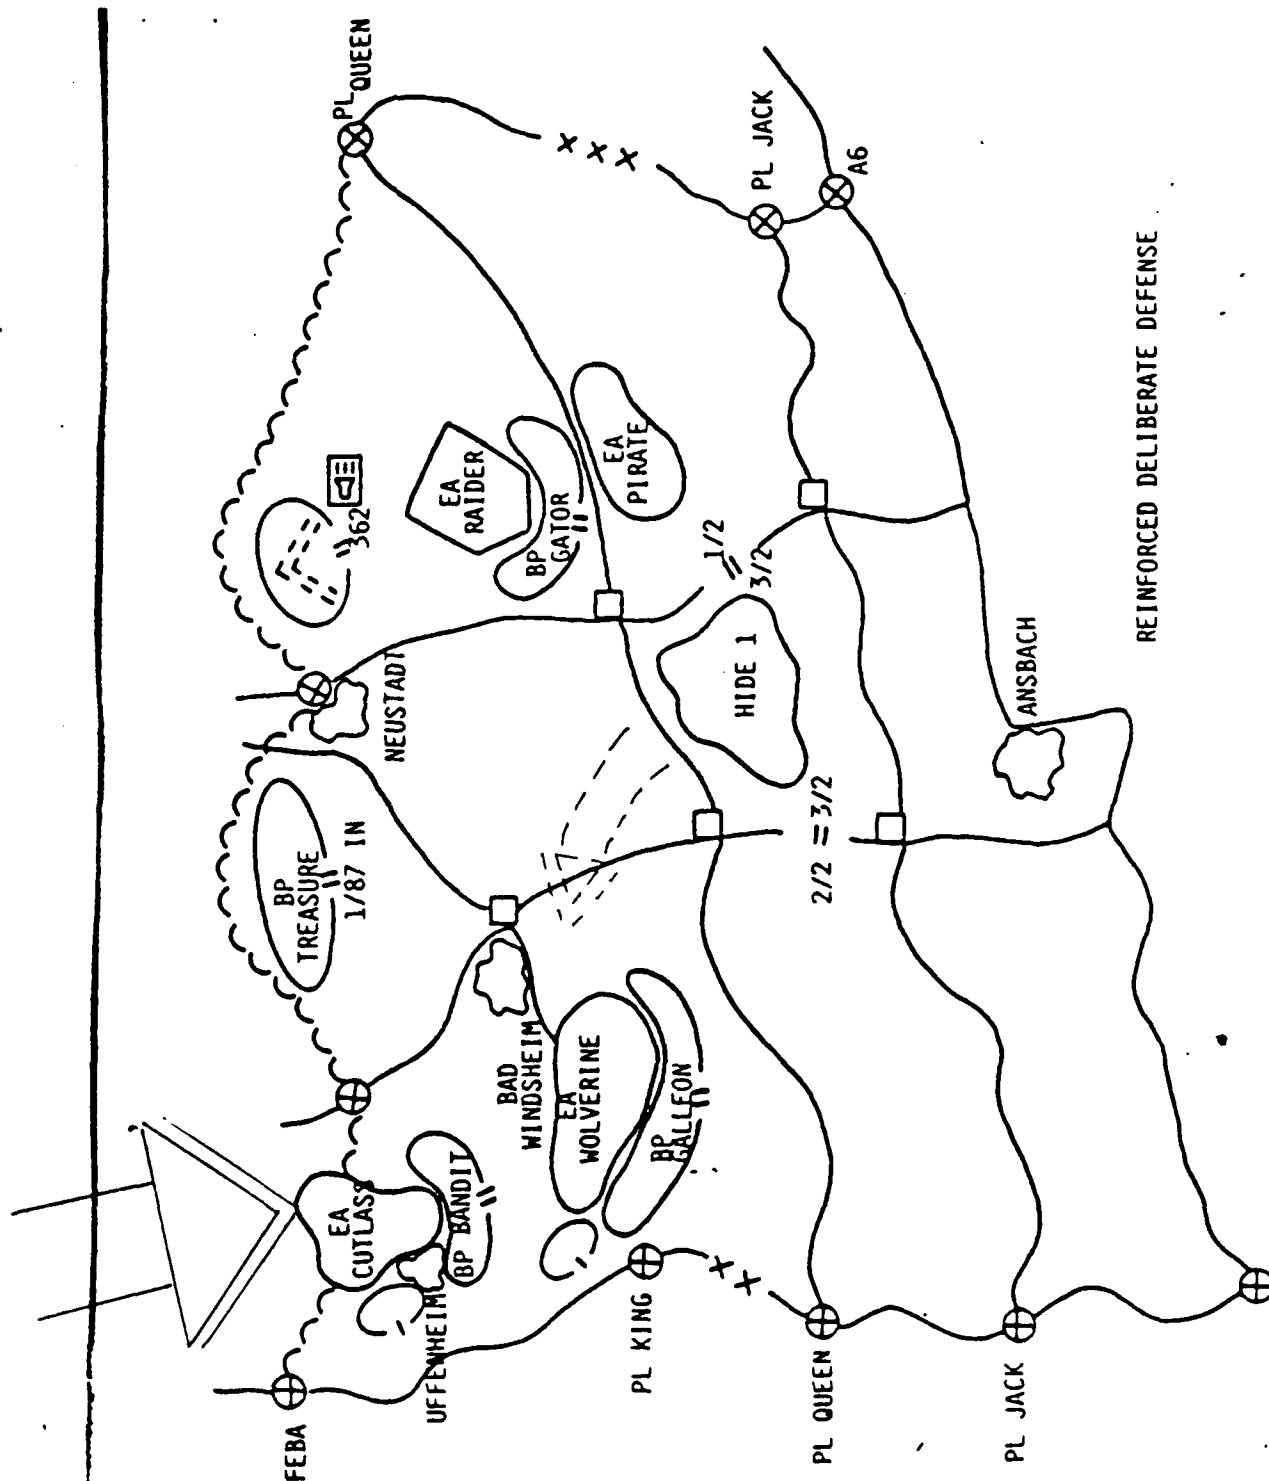 PL QUEEN
PL JACK
A6
362
EA
RAIDER
BP
GATOR
EA
PIRATE
1/2
3/2
NEUSTADT
HIDE 1
ANSBACH
BP
TREASURE
1/87 IN
2/2 = 3/2
BAD
WINDSHEIM
EA
WOLVERINE
BP
GALLEON
EA
CUTLASS
BP BANDIT
UFFENHEIM
FEBA
PL KING
PL QUEEN
PL JACK
REINFORCED DELIBERATE DEFENSE